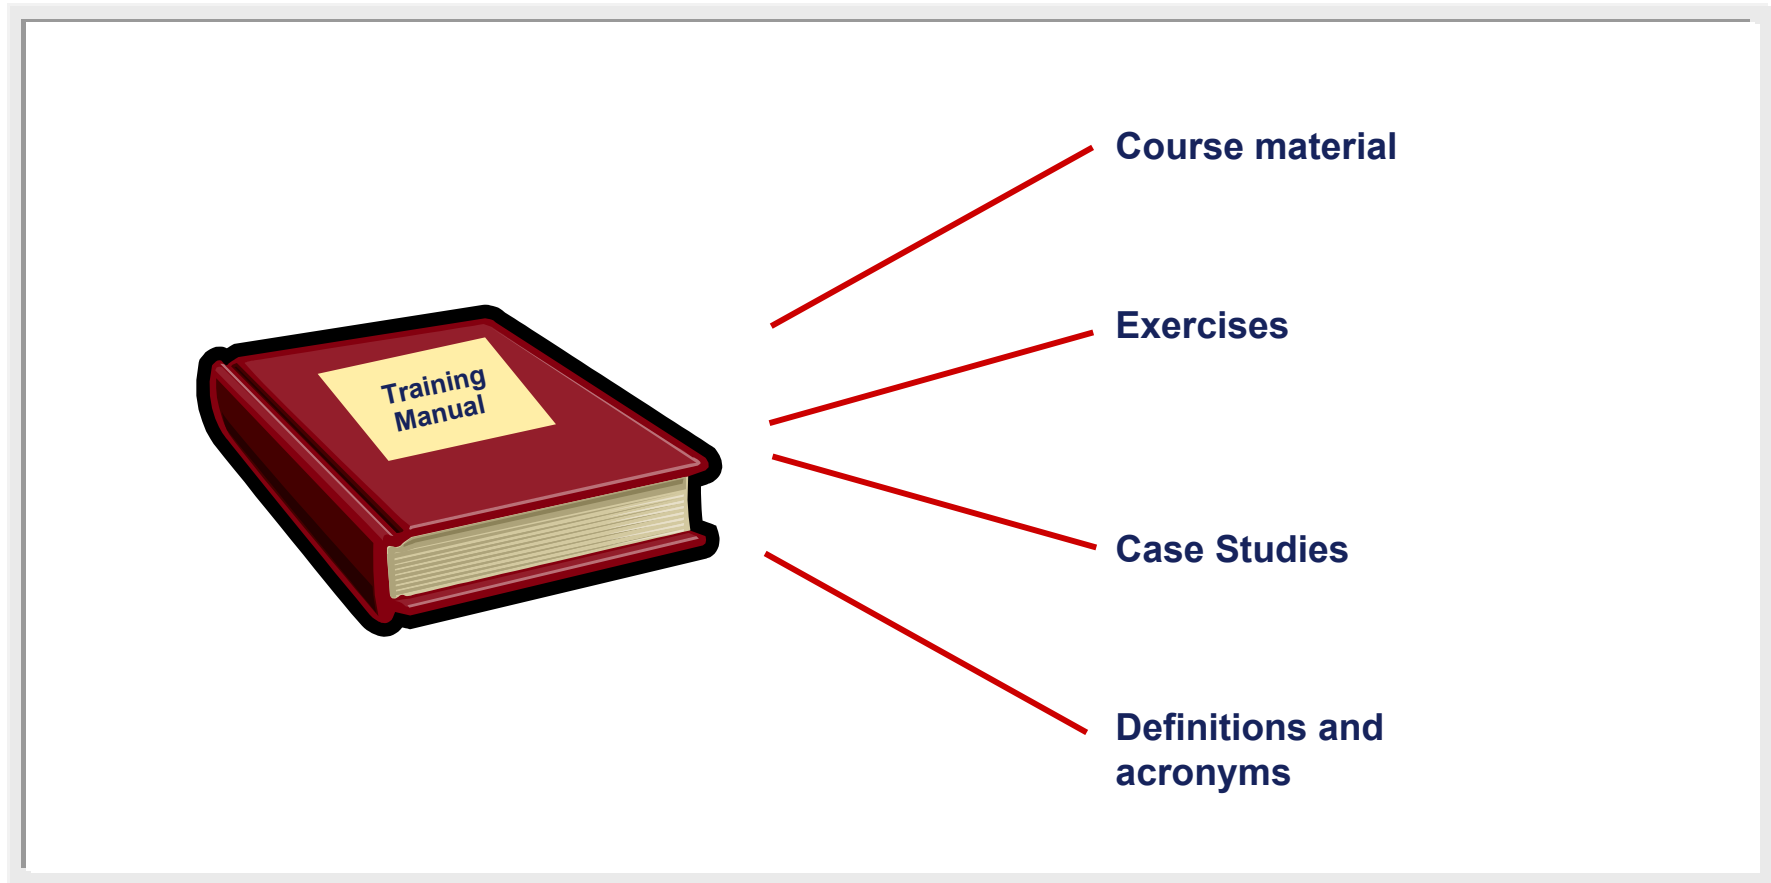 Training
Manual
Course material
Exercises
Case Studies
Definitions and
acronyms